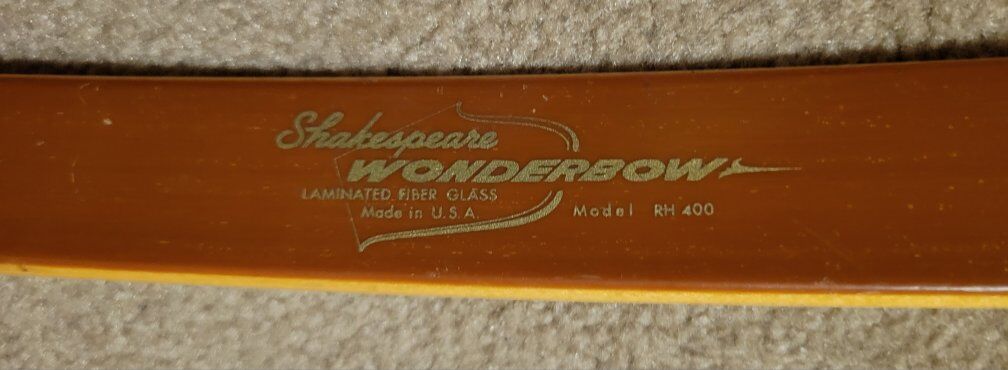 Shakespeare
WONDERBOW
LAMINATED FIBER GLASS
Made in U.S.A.
Model RH 400